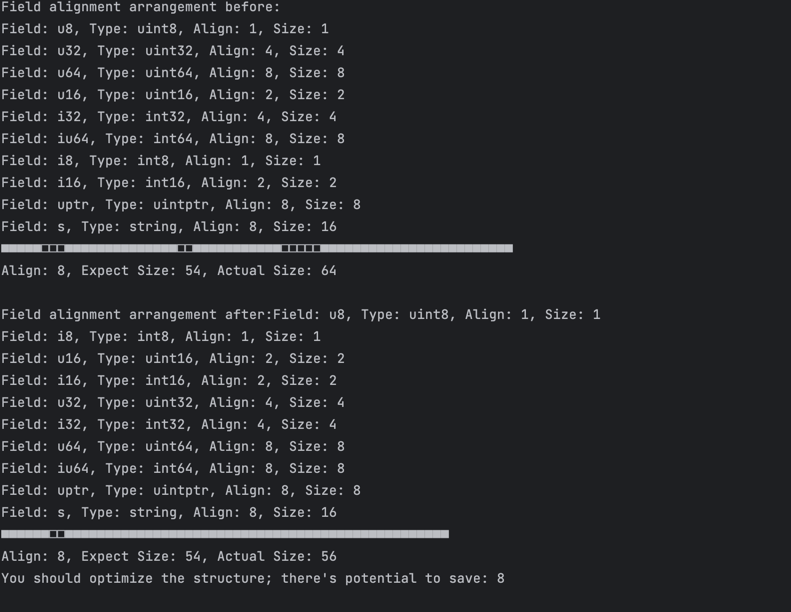 Field alignment arrangement before:
Field: u8, Type: uint8, Align: 1, Size: 1
Field: u32, Type: uint32, Align: 4, Size: 4
Field: u64, Type: uint64, Align: 8, Size: 8
Field: u16, Type: uint16, Align: 2, Size: 2
Field: i32, Type: int32, Align: 4, Size: 4
Field: iu64, Type: int64, Align: 8, Size: 8
Field: i8, Type: int8, Align: 1, Size: 1
Field: i16, Type: int16, Align: 2, Size: 2
Field: uptr, Type: uintptr, Align: 8, Size: 8
Field: s, Type: string, Align: 8, Size: 16
Align: 8, Expect Size: 54, Actual Size: 64
Field alignment arrangement after:Field: u8, Type: uint8, Align: 1, Size: 1
Field: i8, Type: int8, Align: 1, Size: 1
Field: u16, Type: uint16, Align: 2, Size: 2
Field: i16, Type: int16, Align: 2, Size: 2
Field: u32, Type: uint32, Align: 4, Size: 4
Field: i32, Type: int32, Align: 4, Size: 4
Field: u64, Type: uint64, Align: 8, Size: 8
Field: iu64, Type: int64, Align: 8, Size: 8
Field: uptr, Type: uintptr, Align: 8, Size: 8
Field: s, Type: string, Align: 8, Size: 16
Align: 8, Expect Size: 54, Actual Size: 56
You should optimize the structure; there's potential to save: 8